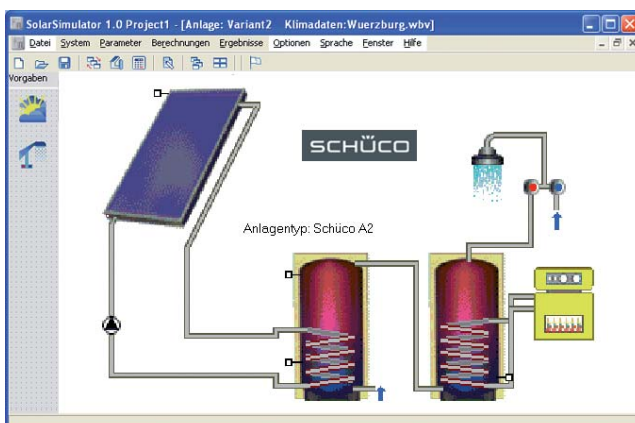 SolarSimulator 1.0 Project1 - [Anlage: Variant2 Klimadaten:Wuerzburg.wbv]
Datei System Parameter Berechnungen Ergebnisse Optionen Sprache Fenster Hilfe
Vorgaben
SCHÜCO
Anlagentyp: Schüco A2